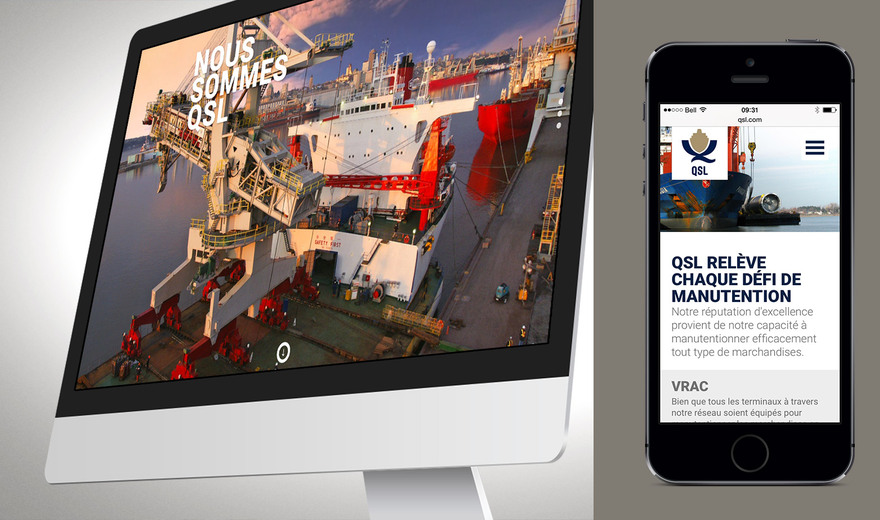 NOUS
SOMMES
QSL
SAFETY FIRST
Bell
09:31
qsl.com
QSL
QSL RELÈVE
CHAQUE DÉFI DE
MANUTENTION
Notre réputation d'excellence
provient de notre capacité à
manutentionner efficacement
tout type de marchandises.
VRAC
Bien que tous les terminaux à travers
notre réseau soient équipés pour